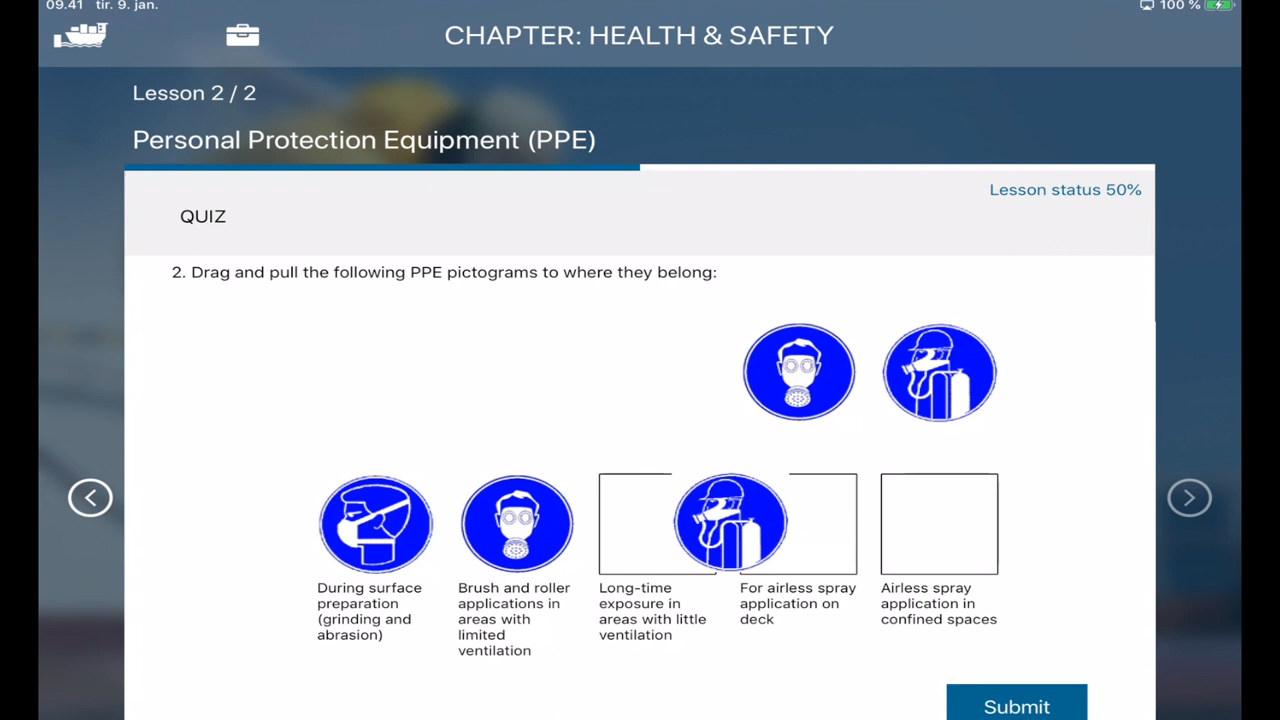 09.41 tir. 9. jan.
100 %
CHAPTER: HEALTH & SAFETY
Lesson 2 / 2
Personal Protection Equipment (PPE)
Lesson status 50%
QUIZ
2. Drag and pull the following PPE pictograms to where they belong:
During surface
preparation
(grinding and
abrasion)
Brush and roller
applications in
areas with
limited
ventilation
Long-time
exposure in
areas with little
ventilation
For airless spray
application on
deck
Airless spray
application in
confined spaces
Submit